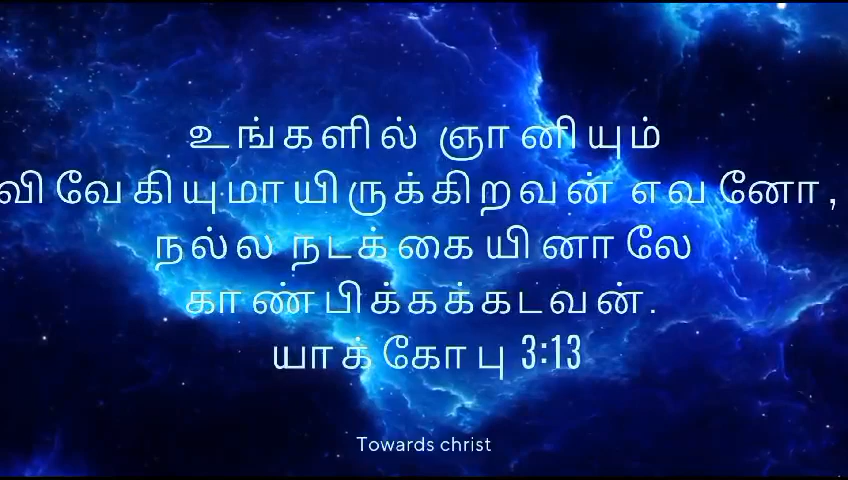 உங்களில் ஞானியும்
விவேகியுமாயிருக்கிறவன் எவனோ,
நல்ல நடக்கையினாலே
காண்பிக்கக்கடவன்.
யாக்கோபு 3:13
Towards christ